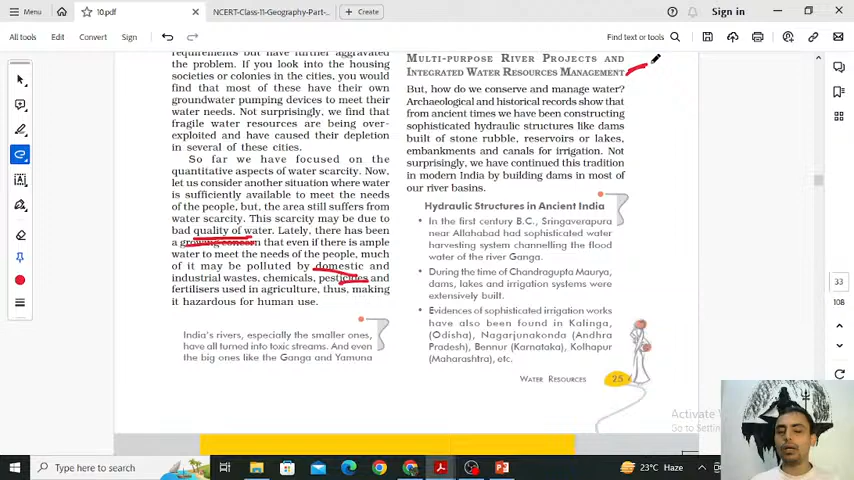 Menu
10.pdf
NCERT-Class-11-Geography-Part-
Create
Sign in
All tools
Edit
Convert
Sign
Find text or tools
requirements but have further aggravated
the problem. If you look into the housing
societies or colonies in the cities, you would
find that most of these have their own
groundwater pumping devices to meet their
water needs. Not surprisingly, we find that
fragile water resources are being over-
exploited and have caused their depletion
in several of these cities.
So far we have focused on the
quantitative aspects of water scarcity. Now,
let us consider another situation where water
is sufficiently available to meet the needs
of the people, but, the area still suffers from
water scarcity. This scarcity may be due to
bad quality of water. Lately, there has been
a growing concern that even if there is ample
water to meet the needs of the people, much
of it may be polluted by domestic and
industrial wastes, chemicals, pesticides and
fertilisers used in agriculture, thus, making
it hazardous for human use.
India's rivers, especially the smaller ones,
have all turned into toxic streams. And even
the big ones like the Ganga and Yamuna
MULTI-PURPOSE RIVER PROJECTS AND
INTEGRATED WATER RESOURCES MANAGEMENT
But, how do we conserve and manage water?
Archaeological and historical records show that
from ancient times we have been constructing
sophisticated hydraulic structures like dams
built of stone rubble, reservoirs or lakes,
embankments and canals for irrigation. Not
surprisingly, we have continued this tradition
in modern India by building dams in most of
our river basins.
Hydraulic Structures in Ancient India
• In the first century B.C., Sringaverapura
near Allahabad had sophisticated water
harvesting system channelling the flood
water of the river Ganga.
• During the time of Chandragupta Maurya,
dams, lakes and irrigation systems were
extensively built.
• Evidences of sophisticated irrigation works
have also been found in Kalinga,
(Odisha), Nagarjunakonda (Andhra
Pradesh), Bennur (Karnataka), Kolhapur
(Maharashtra), etc.
WATER RESOURCES
25
33
108
Activate
Go to Setting
Type here to search
23°C Haze